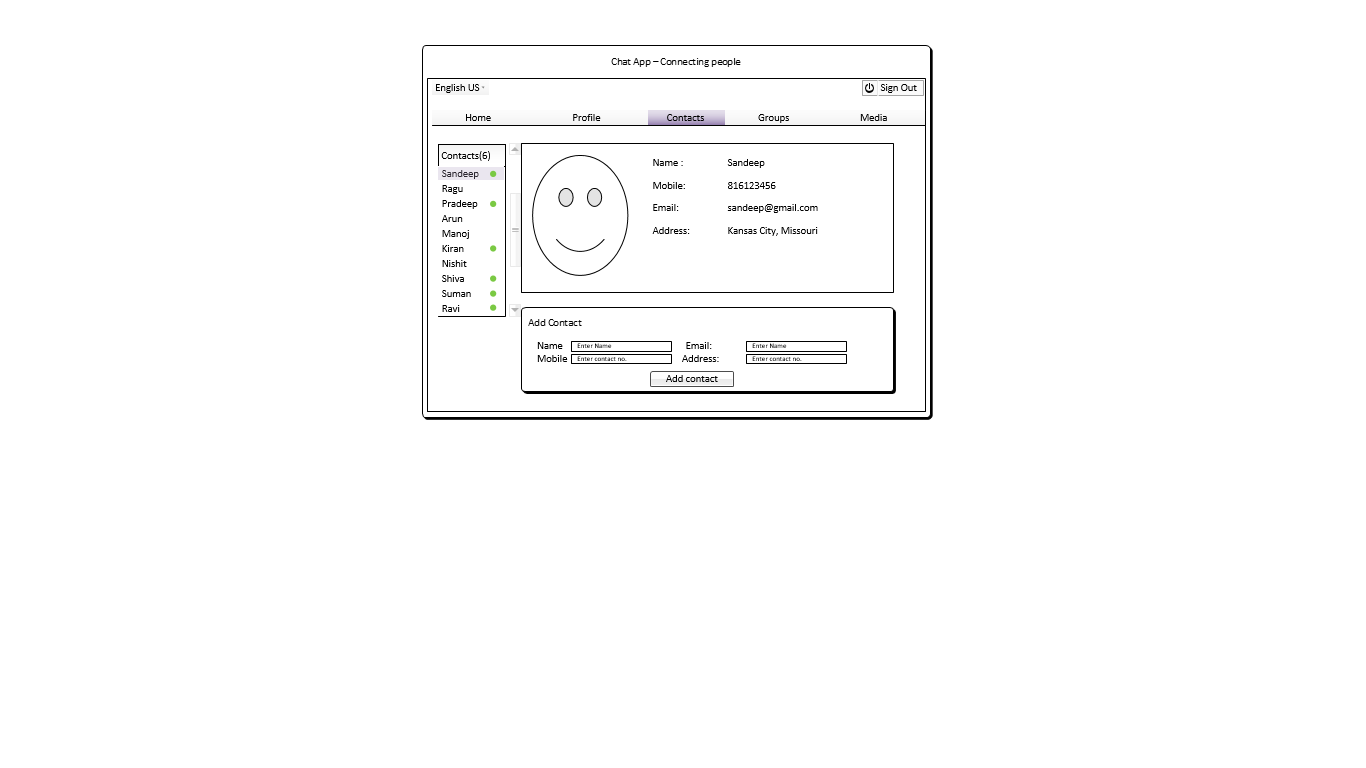 Chat App – Connecting people
English US
Sign Out
Home Profile Contacts Groups Media
Contacts(6)
Sandeep
Ragu
Pradeep
Arun
Manoj
Kiran
Nishit
Shiva
Suman
Ravi
Name : Sandeep
Mobile: 816123456
Email: sandeep@gmail.com
Address: Kansas City, Missouri
Add Contact
Name Enter Name Email: Enter Name
Mobile Enter contact no. Address: Enter contact no.
Add contact